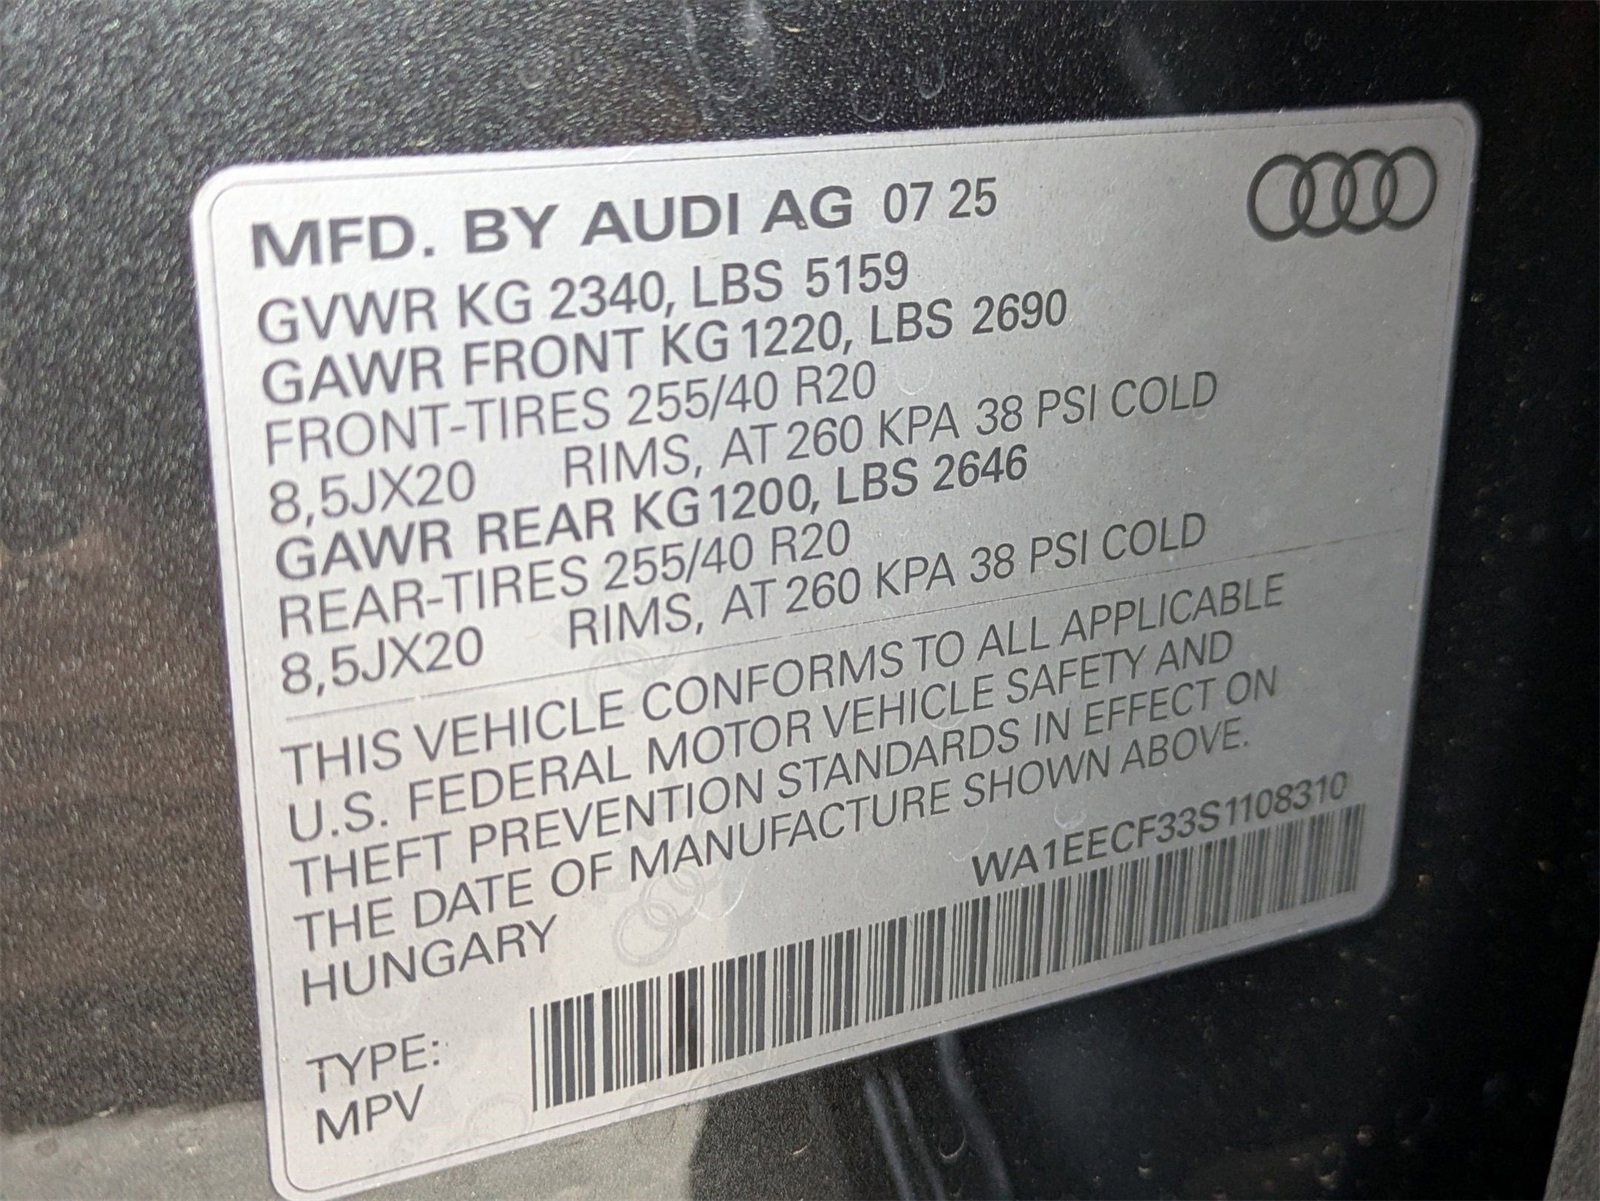 MFD. BY AUDI AG 07 25
GVWR KG 2340, LBS 5159
GAWR FRONT KG 1220, LBS 2690
FRONT-TIRES 255/40 R20
8,5JX20 RIMS, AT 260 KPA 38 PSI COLD
GAWR REAR KG 1200, LBS 2646
REAR-TIRES 255/40 R20
8,5JX20 RIMS, AT 260 KPA 38 PSI COLD
THIS VEHICLE CONFORMS TO ALL APPLICABLE
U.S. FEDERAL MOTOR VEHICLE SAFETY AND
THEFT PREVENTION STANDARDS IN EFFECT ON
THE DATE OF MANUFACTURE SHOWN ABOVE.
HUNGARY
WA1EECF33S1108310
TYPE:
MPV